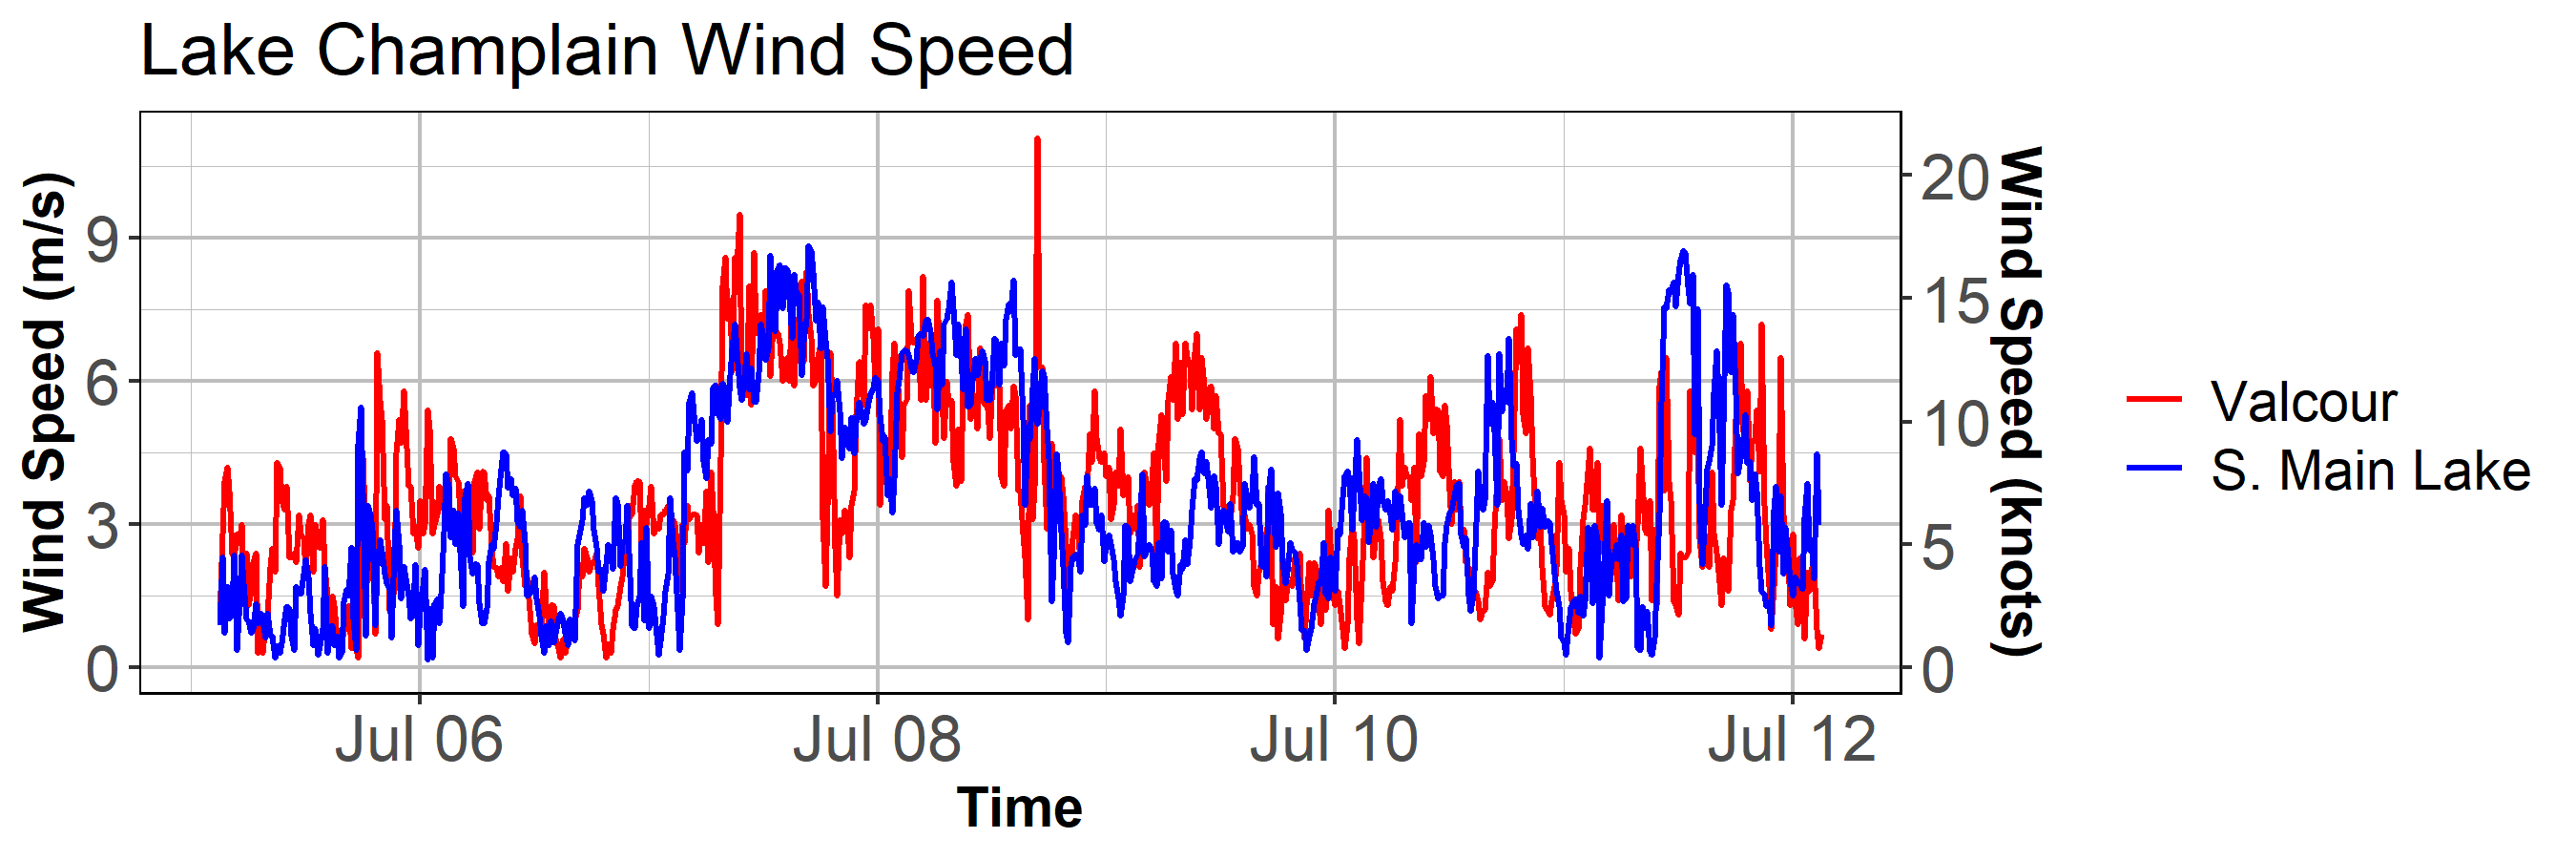 Lake Champlain Wind Speed
Wind Speed (m/s)
9
6
3
0
20
15
10
5
0
Wind Speed (knots)
Jul 06
Jul 08
Jul 10
Jul 12
Time
Valcour
S. Main Lake